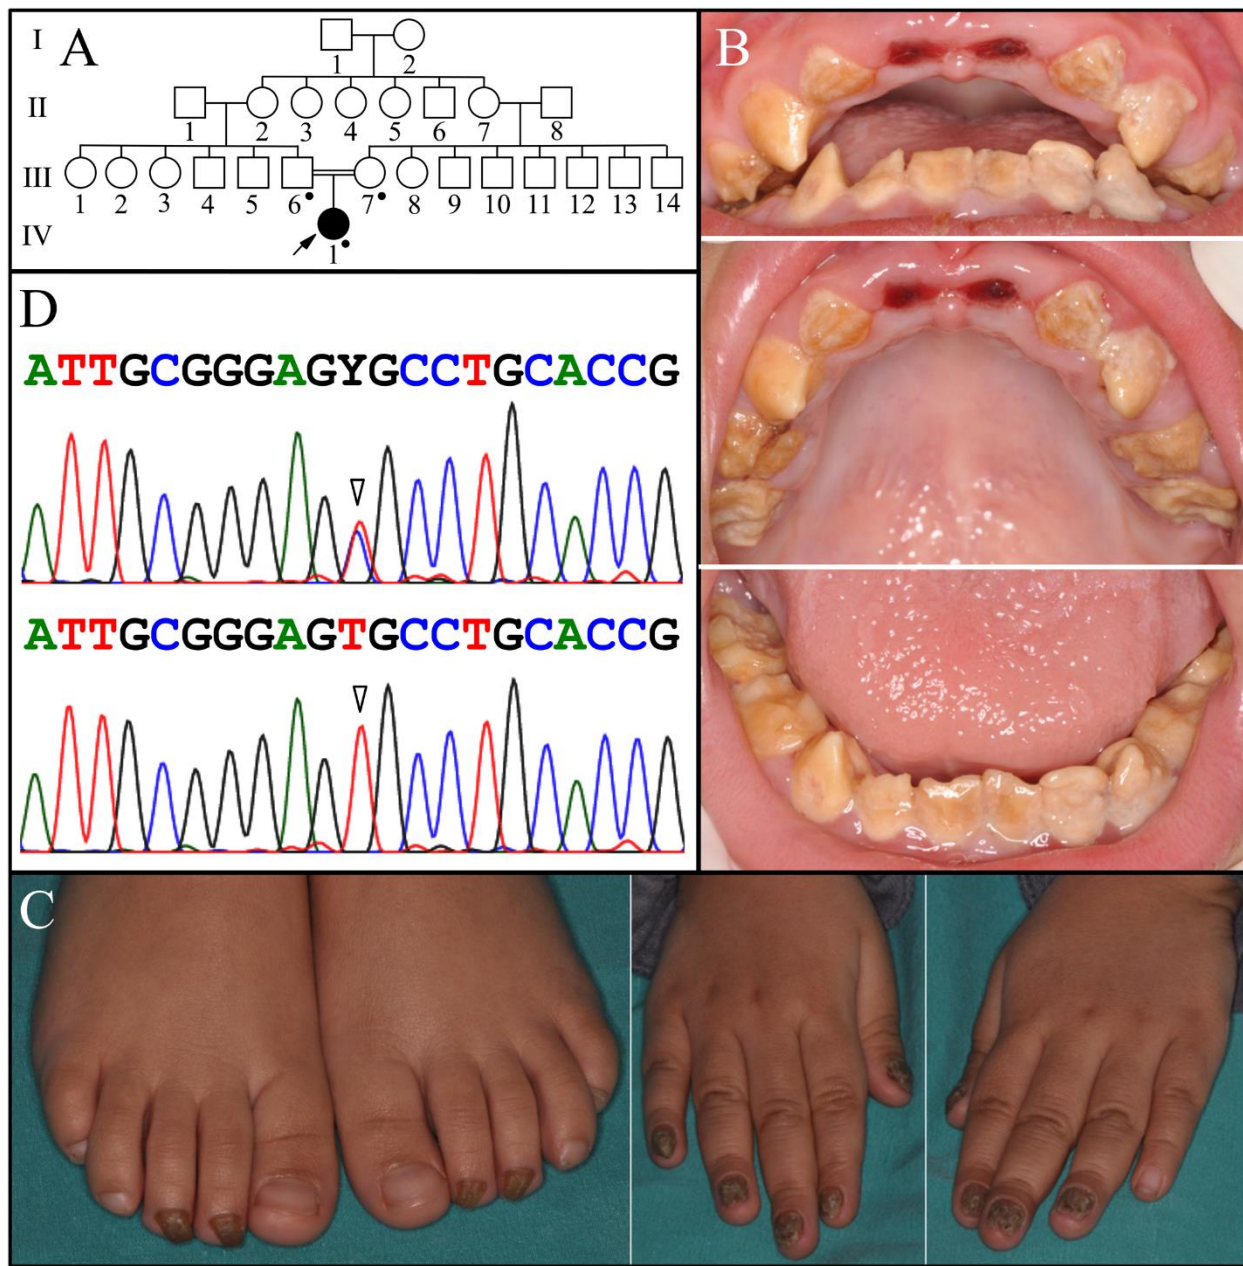 A
I
1 2
II
1 2 3 4 5 6 7 8
III
1 2 3 4 5 6 7 8 9 10 11 12 13 14
IV
1
B
D
ATTGCGGGAGYGCCTGCACCG
ATTGCGGGAGTGCCTGCACCG
C